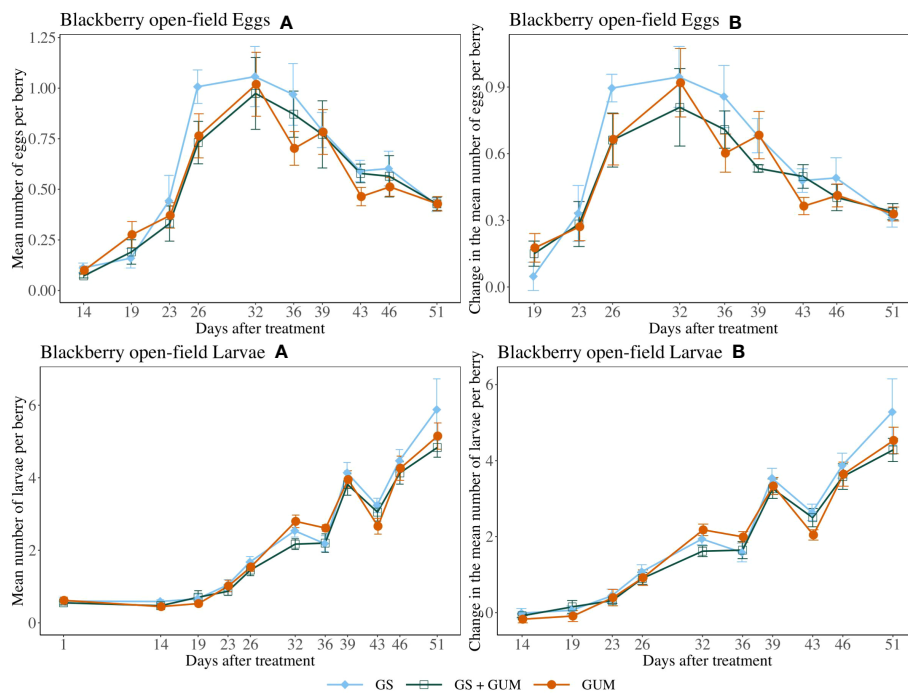 Blackberry open-field Eggs A
Mean number of eggs per berry
1.25
1.00
0.75
0.50
0.25
0.00
14 19 23 26 32 36 39 43 46 51
Days after treatment
Blackberry open-field Eggs B
Change in the mean number of eggs per berry
0.9
0.6
0.3
0.0
19 23 26 32 36 39 43 46 51
Days after treatment
Blackberry open-field Larvae A
Mean number of larvae per berry
6
4
2
0
1 14 19 23 26 32 36 39 43 46 51
Days after treatment
Blackberry open-field Larvae B
Change in the mean number of larvae per berry
6
4
2
0
14 19 23 26 32 36 39 43 46 51
Days after treatment
GS GS + GUM GUM